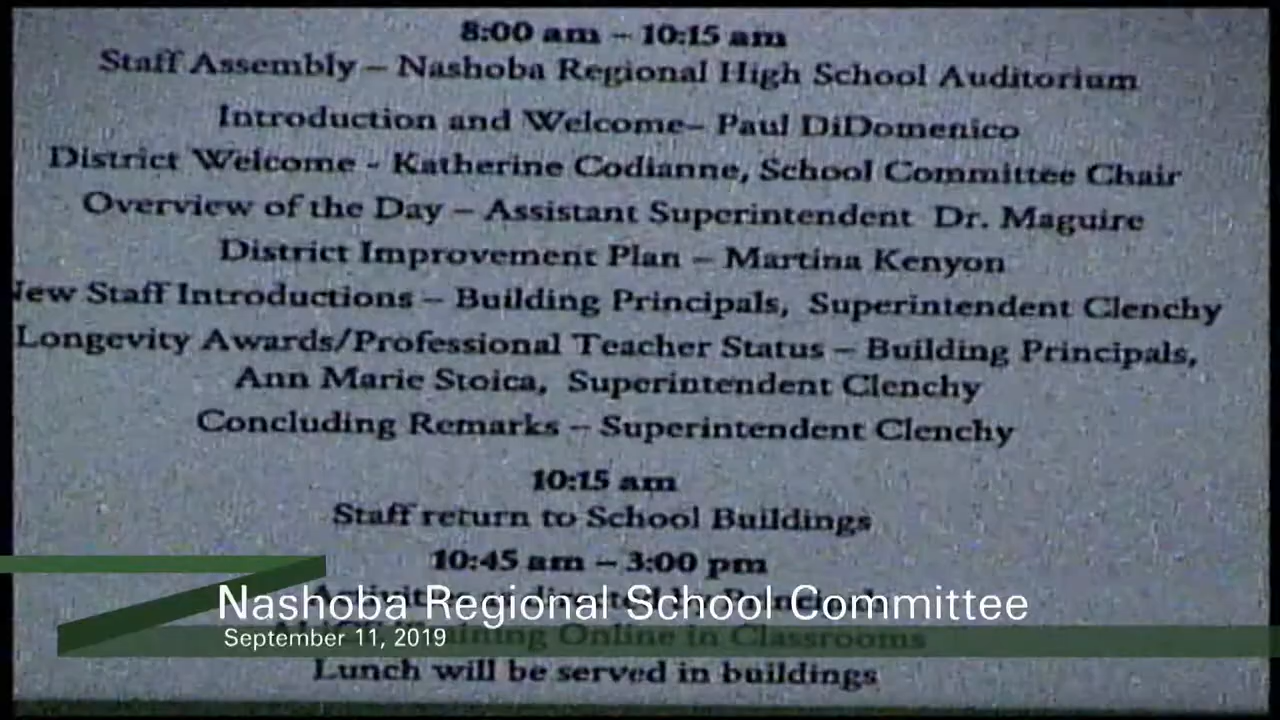 8:00 am – 10:15 am
Staff Assembly – Nashoba Regional High School Auditorium
Introduction and Welcome– Paul DiDomenico
District Welcome - Katherine Codianne, School Committee Chair
Overview of the Day – Assistant Superintendent Dr. Maguire
District Improvement Plan – Martina Kenyon
New Staff Introductions – Building Principals, Superintendent Clenchy
Longevity Awards/Professional Teacher Status – Building Principals,
Ann Marie Stoica, Superintendent Clenchy
Concluding Remarks – Superintendent Clenchy
10:15 am
Staff return to School Buildings
10:45 am – 3:00 pm
Nashoba Regional School Committee
September 11, 2019
Online in Classrooms
Lunch will be served in buildings